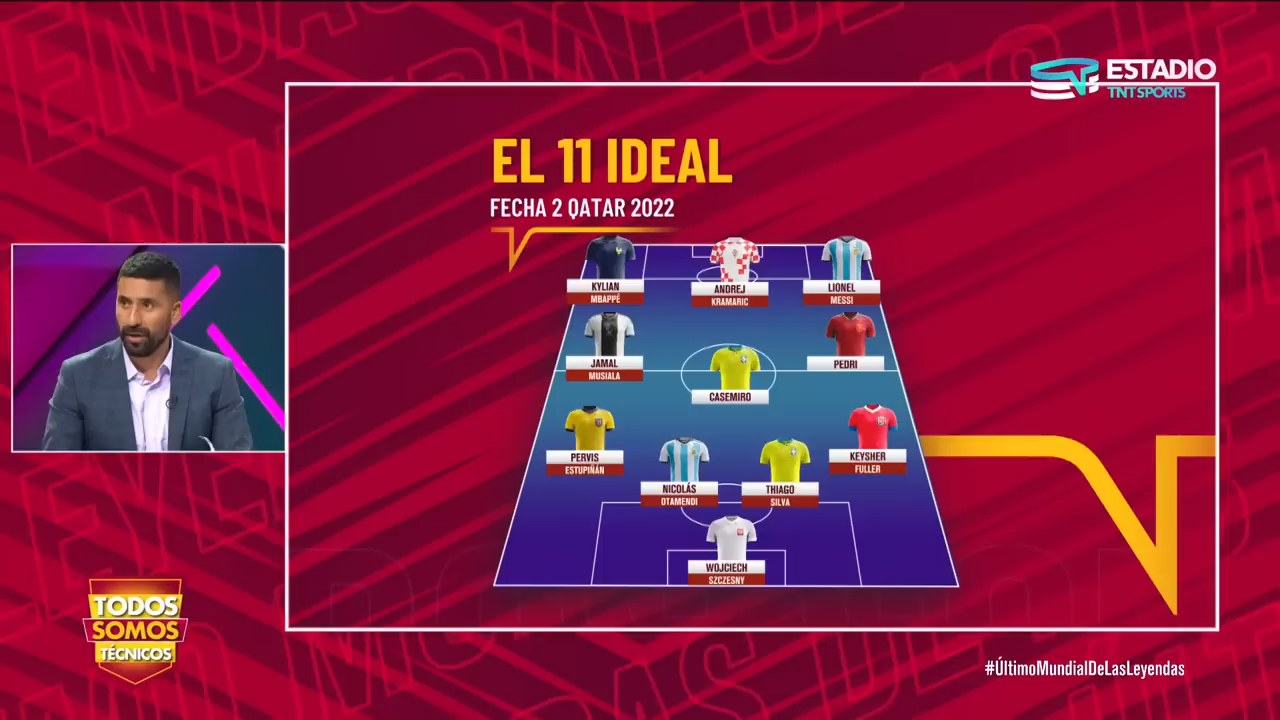 ESTADIO
TNT SPORTS
EL 11 IDEAL
FECHA 2 QATAR 2022
KYLIAN
MBAPPÉ
ANDREJ
KRAMARIC
LIONEL
MESSI
JAMAL
MUSIALA
CASEMIRO
PEDRI
PERVIS
ESTUPIÑÁN
NICOLÁS
OTAMENDI
THIAGO
SILVA
KEYSHER
FULLER
WOJCIECH
SZCZESNY
TODOS
SOMOS
TÉCNICOS
#ÚltimoMundialDeLasLeyendas